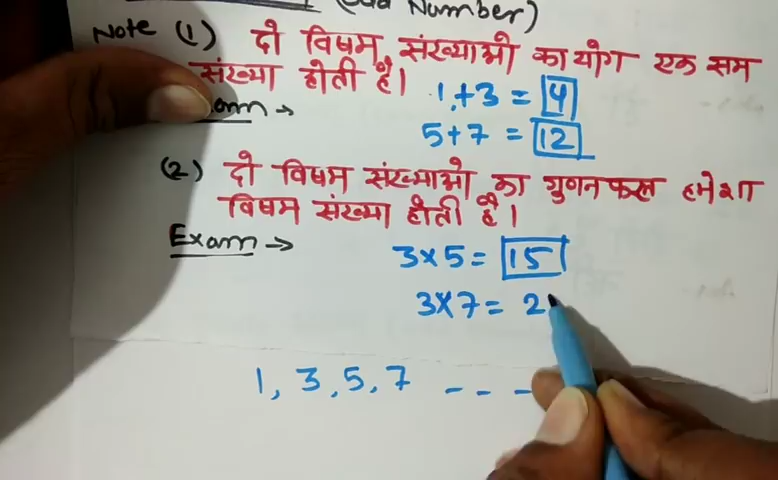 (Odd Number)
Note (1) दो विषम संख्याओ का योग एक सम
संख्या होती है।
1+3 = 4
Exam →
5+7 = 12
(2) दो विषम संख्याओ का गुणनफल हमेशा
विषम संख्या होती है।
Exam →
3×5 = 15
3×7 = 2
1, 3, 5, 7 - - -